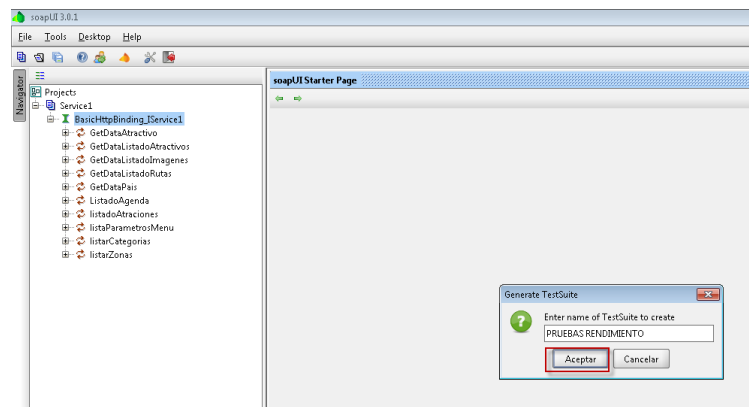 soapUI 3.0.1
File Tools Desktop Help
Navigator
soapUI Starter Page
Projects
Service1
BasicHttpBinding_IService1
GetDataAtractivo
GetDataListadoAtractivos
GetDataListadoImagenes
GetDataListadoRutas
GetDataPais
ListadoAgenda
listadoAtraciones
listaParametrosMenu
listarCategorias
listarZonas
Generate TestSuite
Enter name of TestSuite to create
PRUEBAS RENDIMIENTO
Aceptar Cancelar